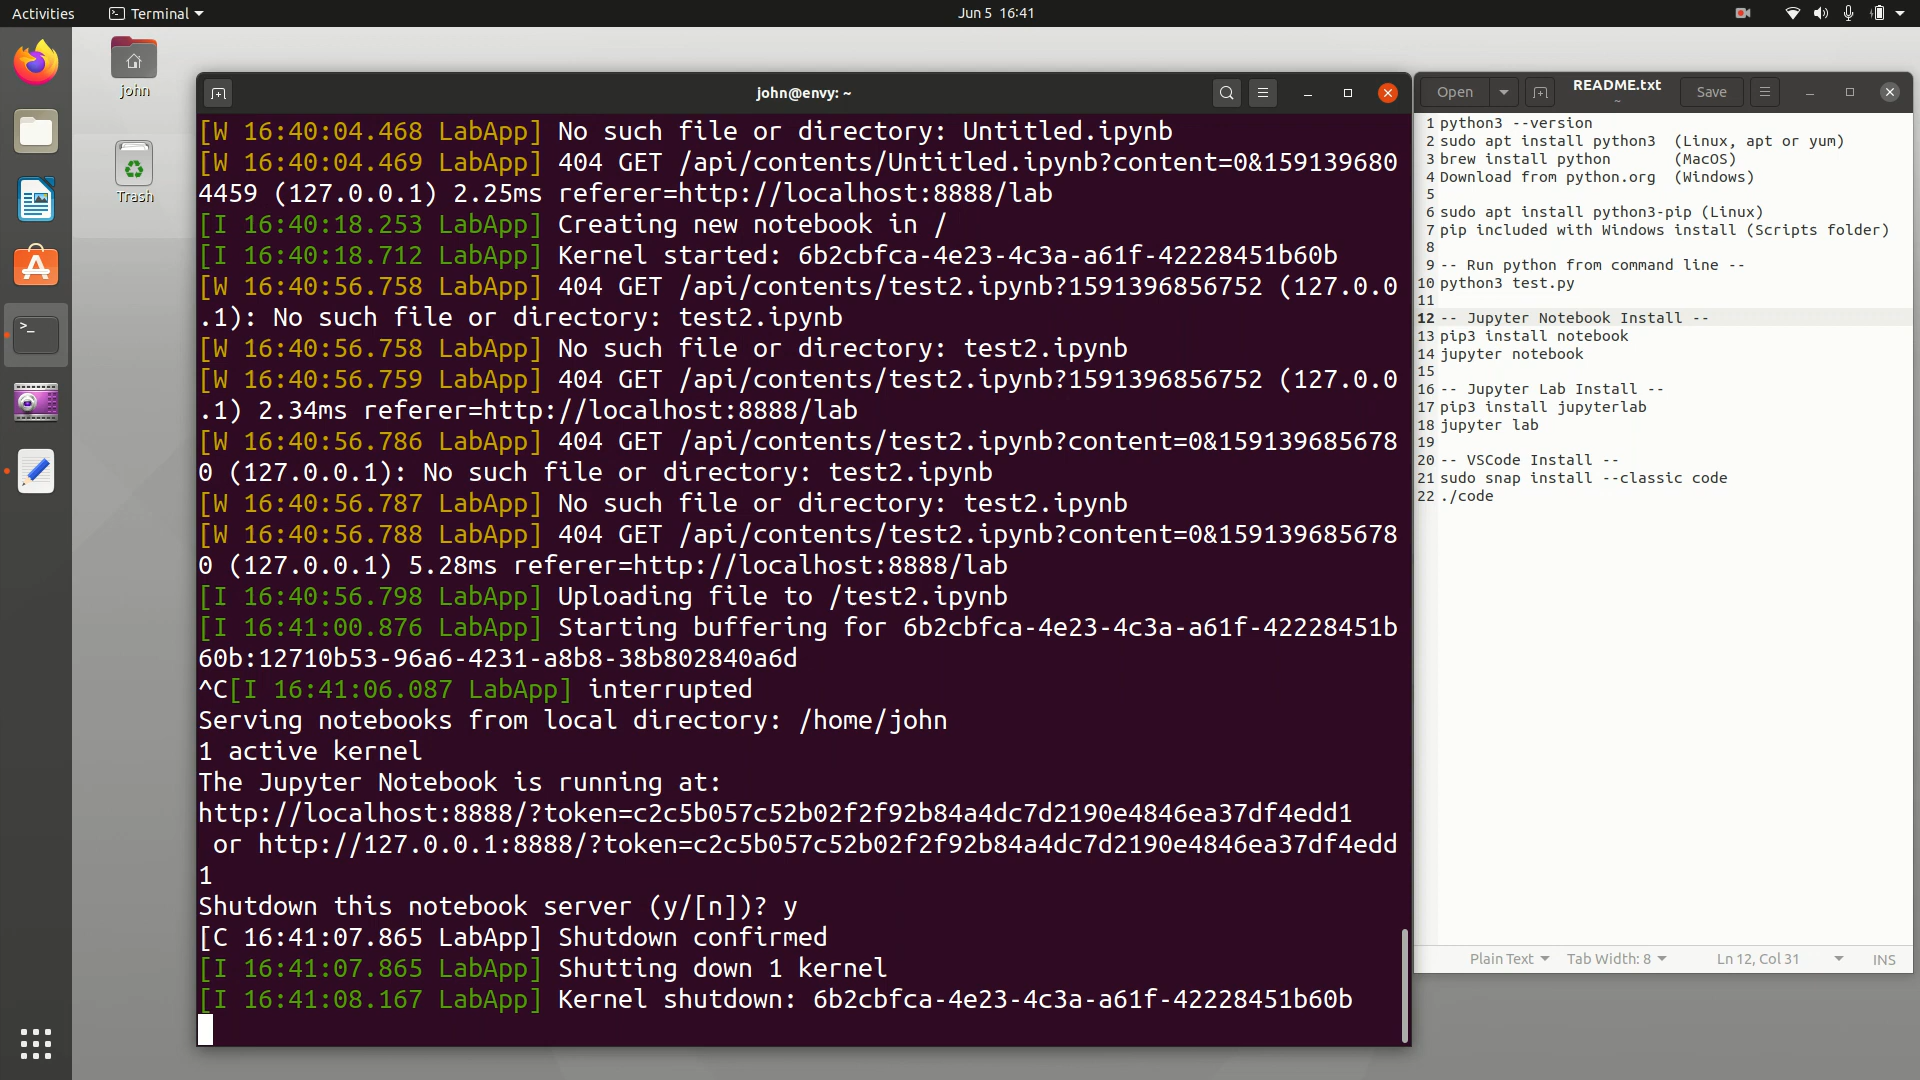 Activities
Terminal
Jun 5 16:41
john
Trash
john@envy: ~
[W 16:40:04.468 LabApp] No such file or directory: Untitled.ipynb
[W 16:40:04.469 LabApp] 404 GET /api/contents/Untitled.ipynb?content=0&159139680
4459 (127.0.0.1) 2.25ms referer=http://localhost:8888/lab
[I 16:40:18.253 LabApp] Creating new notebook in /
[I 16:40:18.712 LabApp] Kernel started: 6b2cbfca-4e23-4c3a-a61f-42228451b60b
[W 16:40:56.758 LabApp] 404 GET /api/contents/test2.ipynb?1591396856752 (127.0.0
.1): No such file or directory: test2.ipynb
[W 16:40:56.758 LabApp] No such file or directory: test2.ipynb
[W 16:40:56.759 LabApp] 404 GET /api/contents/test2.ipynb?1591396856752 (127.0.0
.1) 2.34ms referer=http://localhost:8888/lab
[W 16:40:56.786 LabApp] 404 GET /api/contents/test2.ipynb?content=0&159139685678
0 (127.0.0.1): No such file or directory: test2.ipynb
[W 16:40:56.787 LabApp] No such file or directory: test2.ipynb
[W 16:40:56.788 LabApp] 404 GET /api/contents/test2.ipynb?content=0&159139685678
0 (127.0.0.1) 5.28ms referer=http://localhost:8888/lab
[I 16:40:56.798 LabApp] Uploading file to /test2.ipynb
[I 16:41:00.876 LabApp] Starting buffering for 6b2cbfca-4e23-4c3a-a61f-42228451b
60b:12710b53-96a6-4231-a8b8-38b802840a6d
^C[I 16:41:06.087 LabApp] interrupted
Serving notebooks from local directory: /home/john
1 active kernel
The Jupyter Notebook is running at:
http://localhost:8888/?token=c2c5b057c52b02f2f92b84a4dc7d2190e4846ea37df4edd1
 or http://127.0.0.1:8888/?token=c2c5b057c52b02f2f92b84a4dc7d2190e4846ea37df4edd
1
Shutdown this notebook server (y/[n])? y
[C 16:41:07.865 LabApp] Shutdown confirmed
[I 16:41:07.865 LabApp] Shutting down 1 kernel
[I 16:41:08.167 LabApp] Kernel shutdown: 6b2cbfca-4e23-4c3a-a61f-42228451b60b
Open
README.txt
~
Save
1 python3 --version
2 sudo apt install python3  (Linux, apt or yum)
3 brew install python       (MacOS)
4 Download from python.org  (Windows)
5
6 sudo apt install python3-pip (Linux)
7 pip included with Windows install (Scripts folder)
8
9 -- Run python from command line --
10 python3 test.py
11
12 -- Jupyter Notebook Install --
13 pip3 install notebook
14 jupyter notebook
15
16 -- Jupyter Lab Install --
17 pip3 install jupyterlab
18 jupyter lab
19
20 -- VSCode Install --
21 sudo snap install --classic code
22 ./code
Plain Text
Tab Width: 8
Ln 12, Col 31
INS